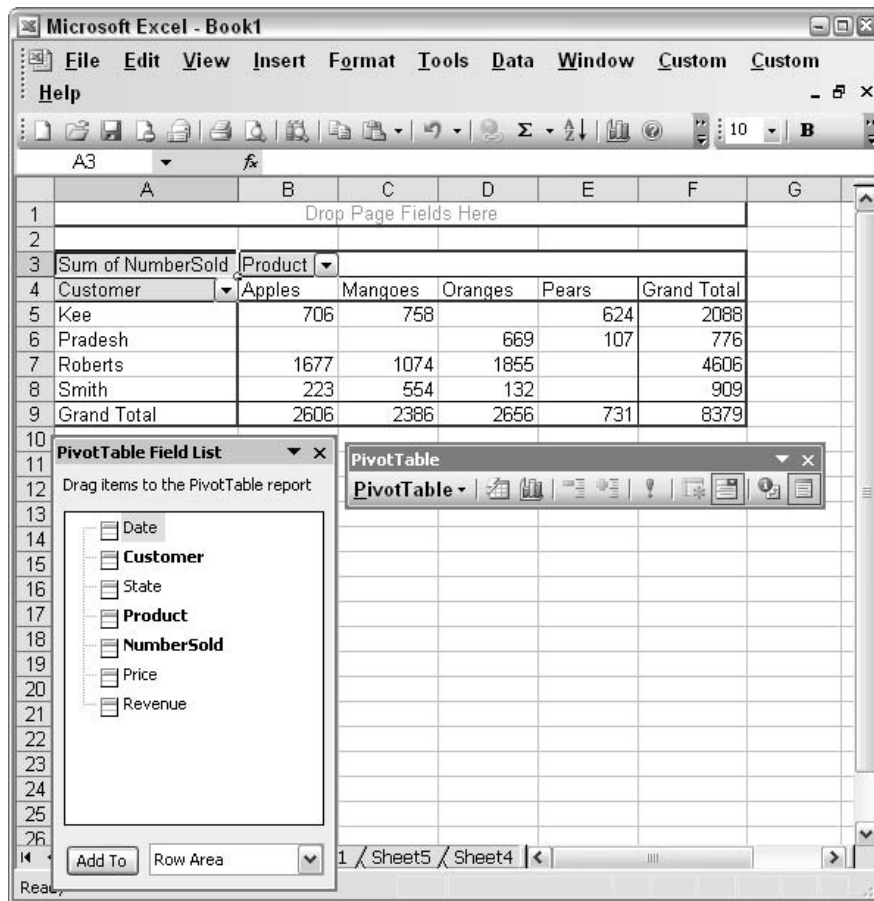 Microsoft Excel - Book1
File Edit View Insert Format Tools Data Window Custom Custom
Help
10 B
A3 fx
A B C D E F G
1 Drop Page Fields Here
2
3 Sum of NumberSold Product
4 Customer Apples Mangoes Oranges Pears Grand Total
5 Kee 706 758 624 2088
6 Pradesh 669 107 776
7 Roberts 1677 1074 1855 4606
8 Smith 223 554 132 909
9 Grand Total 2606 2386 2656 731 8379
10
11 PivotTable Field List PivotTable
12 Drag items to the PivotTable report PivotTable
13
14 Date
15 Customer
16 State
17 Product
18 NumberSold
19 Price
20
21 Revenue
22
23
24
25
26
Add To Row Area 1 / Sheet5 / Sheet4